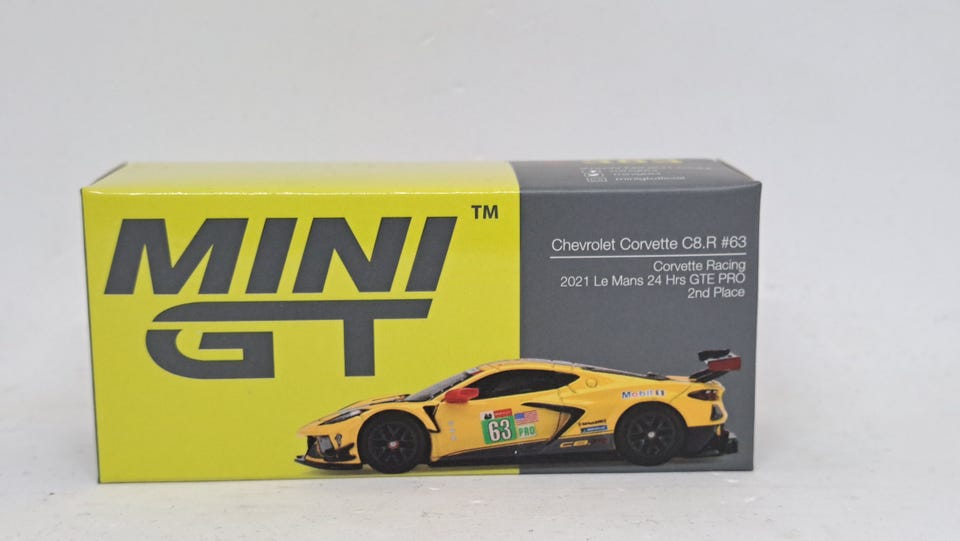 MINI
GT
TM
Chevrolet Corvette C8.R #63
Corvette Racing
2021 Le Mans 24 Hrs GTE PRO
2nd Place
Mobil 1
63
PRO